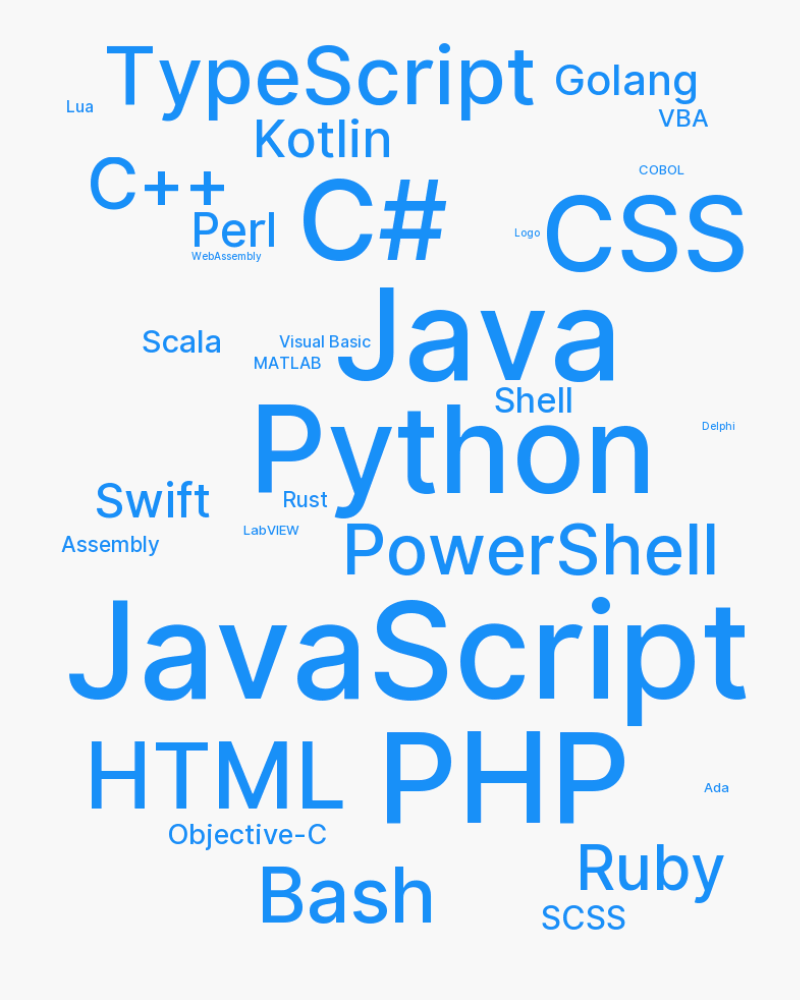 TypeScript
Golang
Lua
VBA
Kotlin
COBOL
C++
C#
CSS
Perl
Logo
WebAssembly
Java
Scala
Visual Basic
MATLAB
Shell
Python
Delphi
Swift
Rust
LabVIEW
Assembly
PowerShell
JavaScript
HTML
PHP
Ada
Objective-C
Ruby
Bash
SCSS